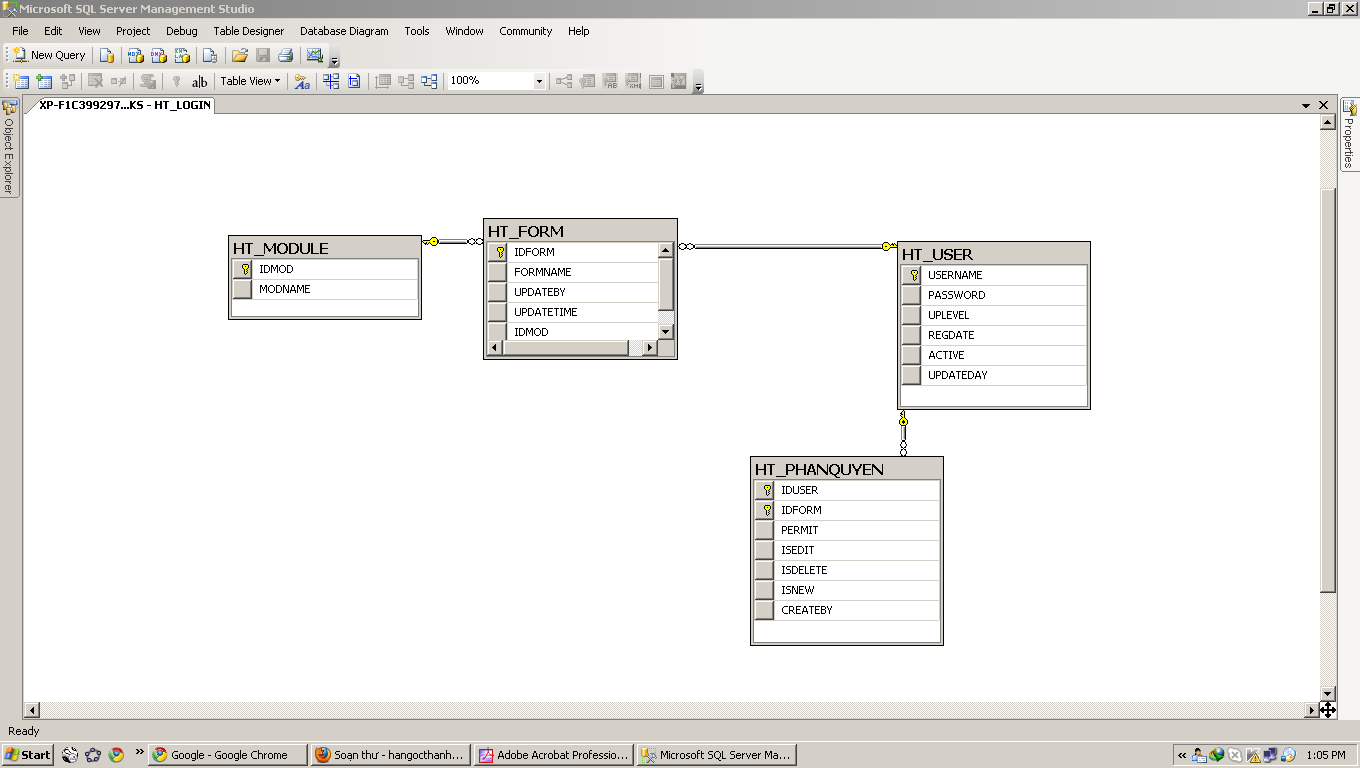 Microsoft SQL Server Management Studio
File Edit View Project Debug Table Designer Database Diagram Tools Window Community Help
New Query
ab Table View 100%
XP-F1C399297...KS - HT_LOGIN
Object Explorer
Properties
HT_MODULE
IDMOD
MODNAME
HT_FORM
IDFORM
FORMNAME
UPDATEBY
UPDATETIME
IDMOD
HT_USER
USERNAME
PASSWORD
UPLEVEL
REGDATE
ACTIVE
UPDATEDAY
HT_PHANQUYEN
IDUSER
IDFORM
PERMIT
ISEDIT
ISDELETE
ISNEW
CREATEBY
Ready
Start » Google - Google Chrome Soạn thư - hangocthanh... Adobe Acrobat Professio... Microsoft SQL Server Ma... « 1:05 PM